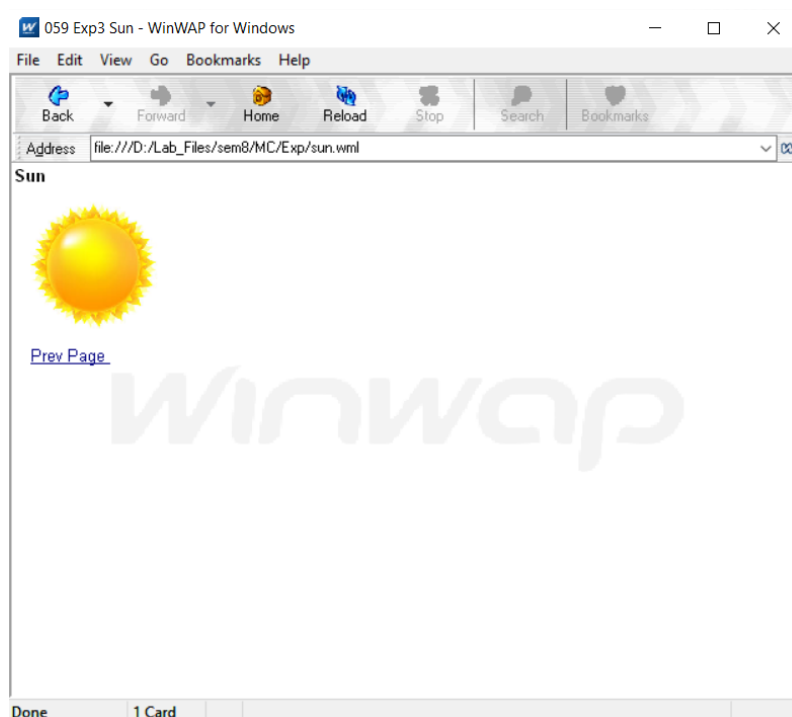 059 Exp3 Sun - WinWAP for Windows
File Edit View Go Bookmarks Help
Back Forward Home Reload Stop Search Bookmarks
Address file:///D:/Lab_Files/sem8/MC/Exp/sun.wml
Sun
Prev Page
winwap
Done 1 Card